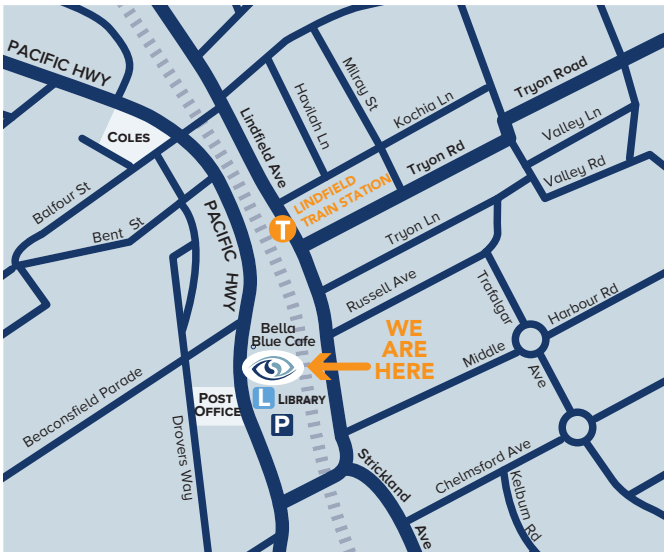 PACIFIC HWY
COLES
Balfour St
Bent St
Lindfield Ave
Havilah Ln
Milray St
Kochia Ln
Tryon Road
Valley Ln
Valley Rd
Tryon Rd
LINDFIELD
TRAIN STATION
T
PACIFIC HWY
Tryon Ln
Russell Ave
Trafalgar
Ave
Harbour Rd
Middle
Bella
Blue Cafe
WE
ARE
HERE
POST
OFFICE
L
LIBRARY
P
Beaconsfield Parade
Drovers Way
Strickland
Ave
Chelmsford Ave
Kelburn Rd